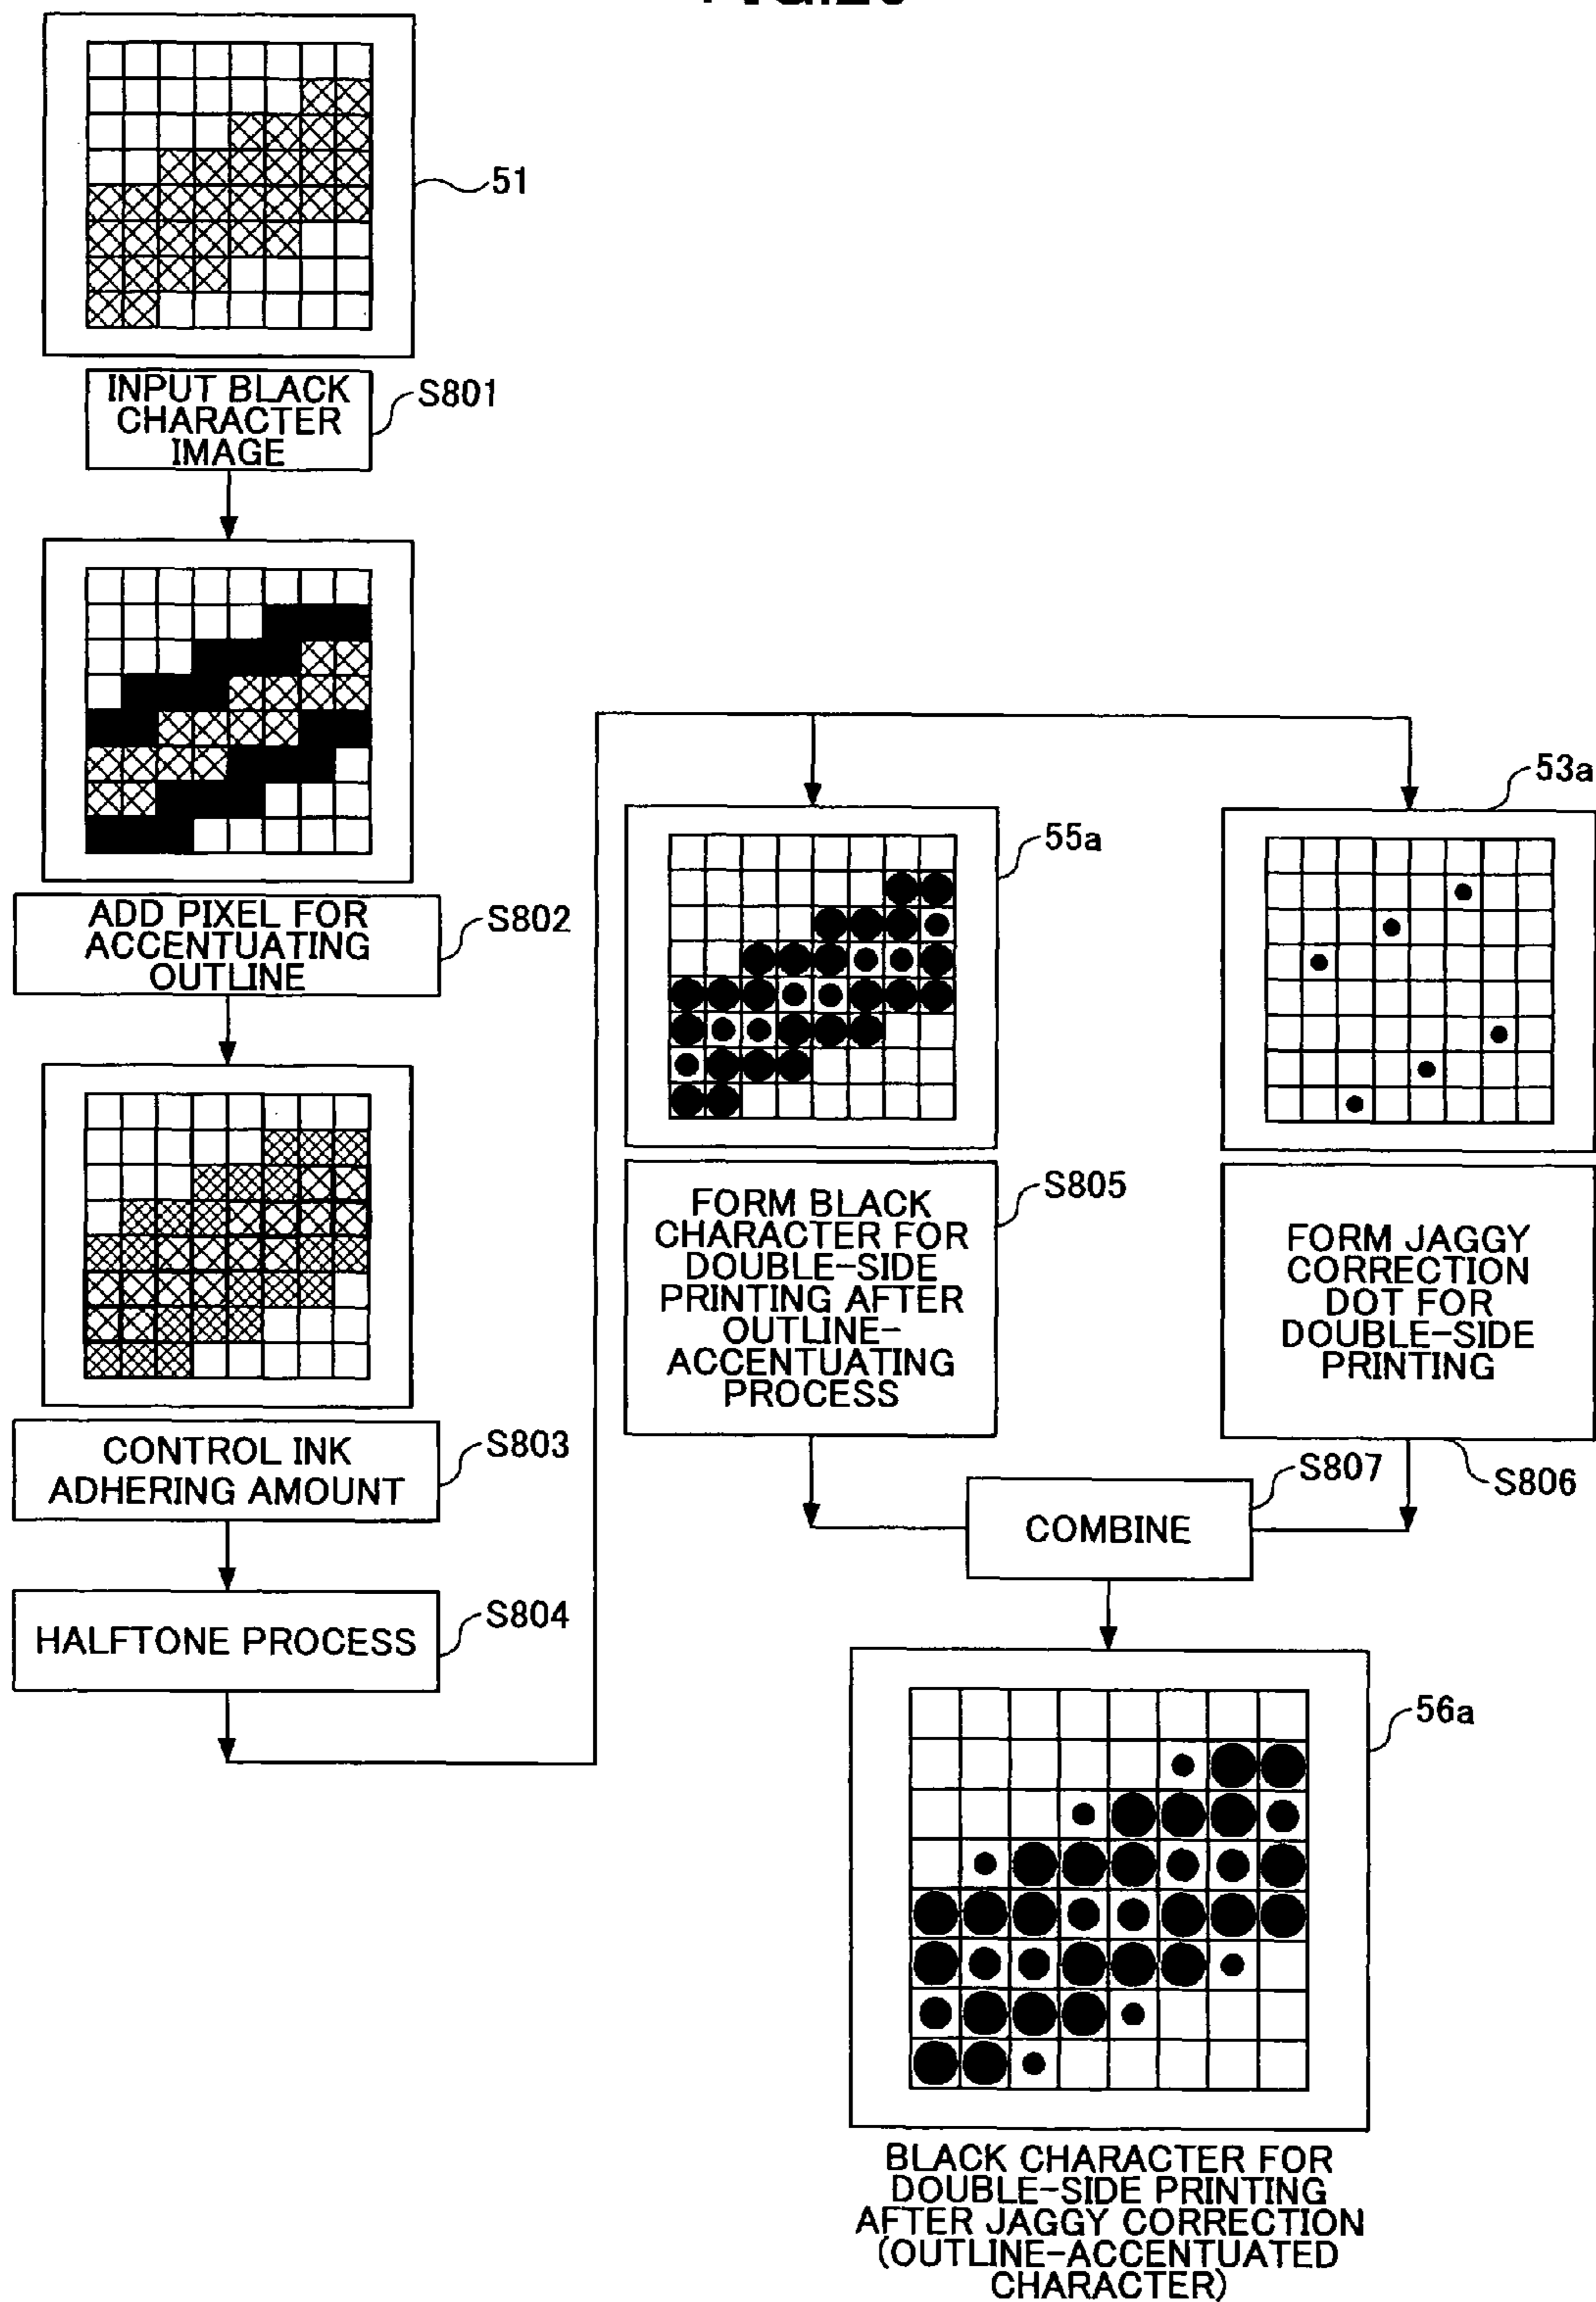 51
INPUT BLACK
CHARACTER
IMAGE
S801
ADD PIXEL FOR
ACCENTUATING
OUTLINE
S802
CONTROL INK
ADHERING AMOUNT
S803
HALFTONE PROCESS
S804
55a
FORM BLACK
CHARACTER FOR
DOUBLE-SIDE
PRINTING AFTER
OUTLINE-
ACCENTUATING
PROCESS
S805
53a
FORM JAGGY
CORRECTION
DOT FOR
DOUBLE-SIDE
PRINTING
S806
S807
COMBINE
56a
BLACK CHARACTER FOR
DOUBLE-SIDE PRINTING
AFTER JAGGY CORRECTION
(OUTLINE-ACCENTUATED
CHARACTER)